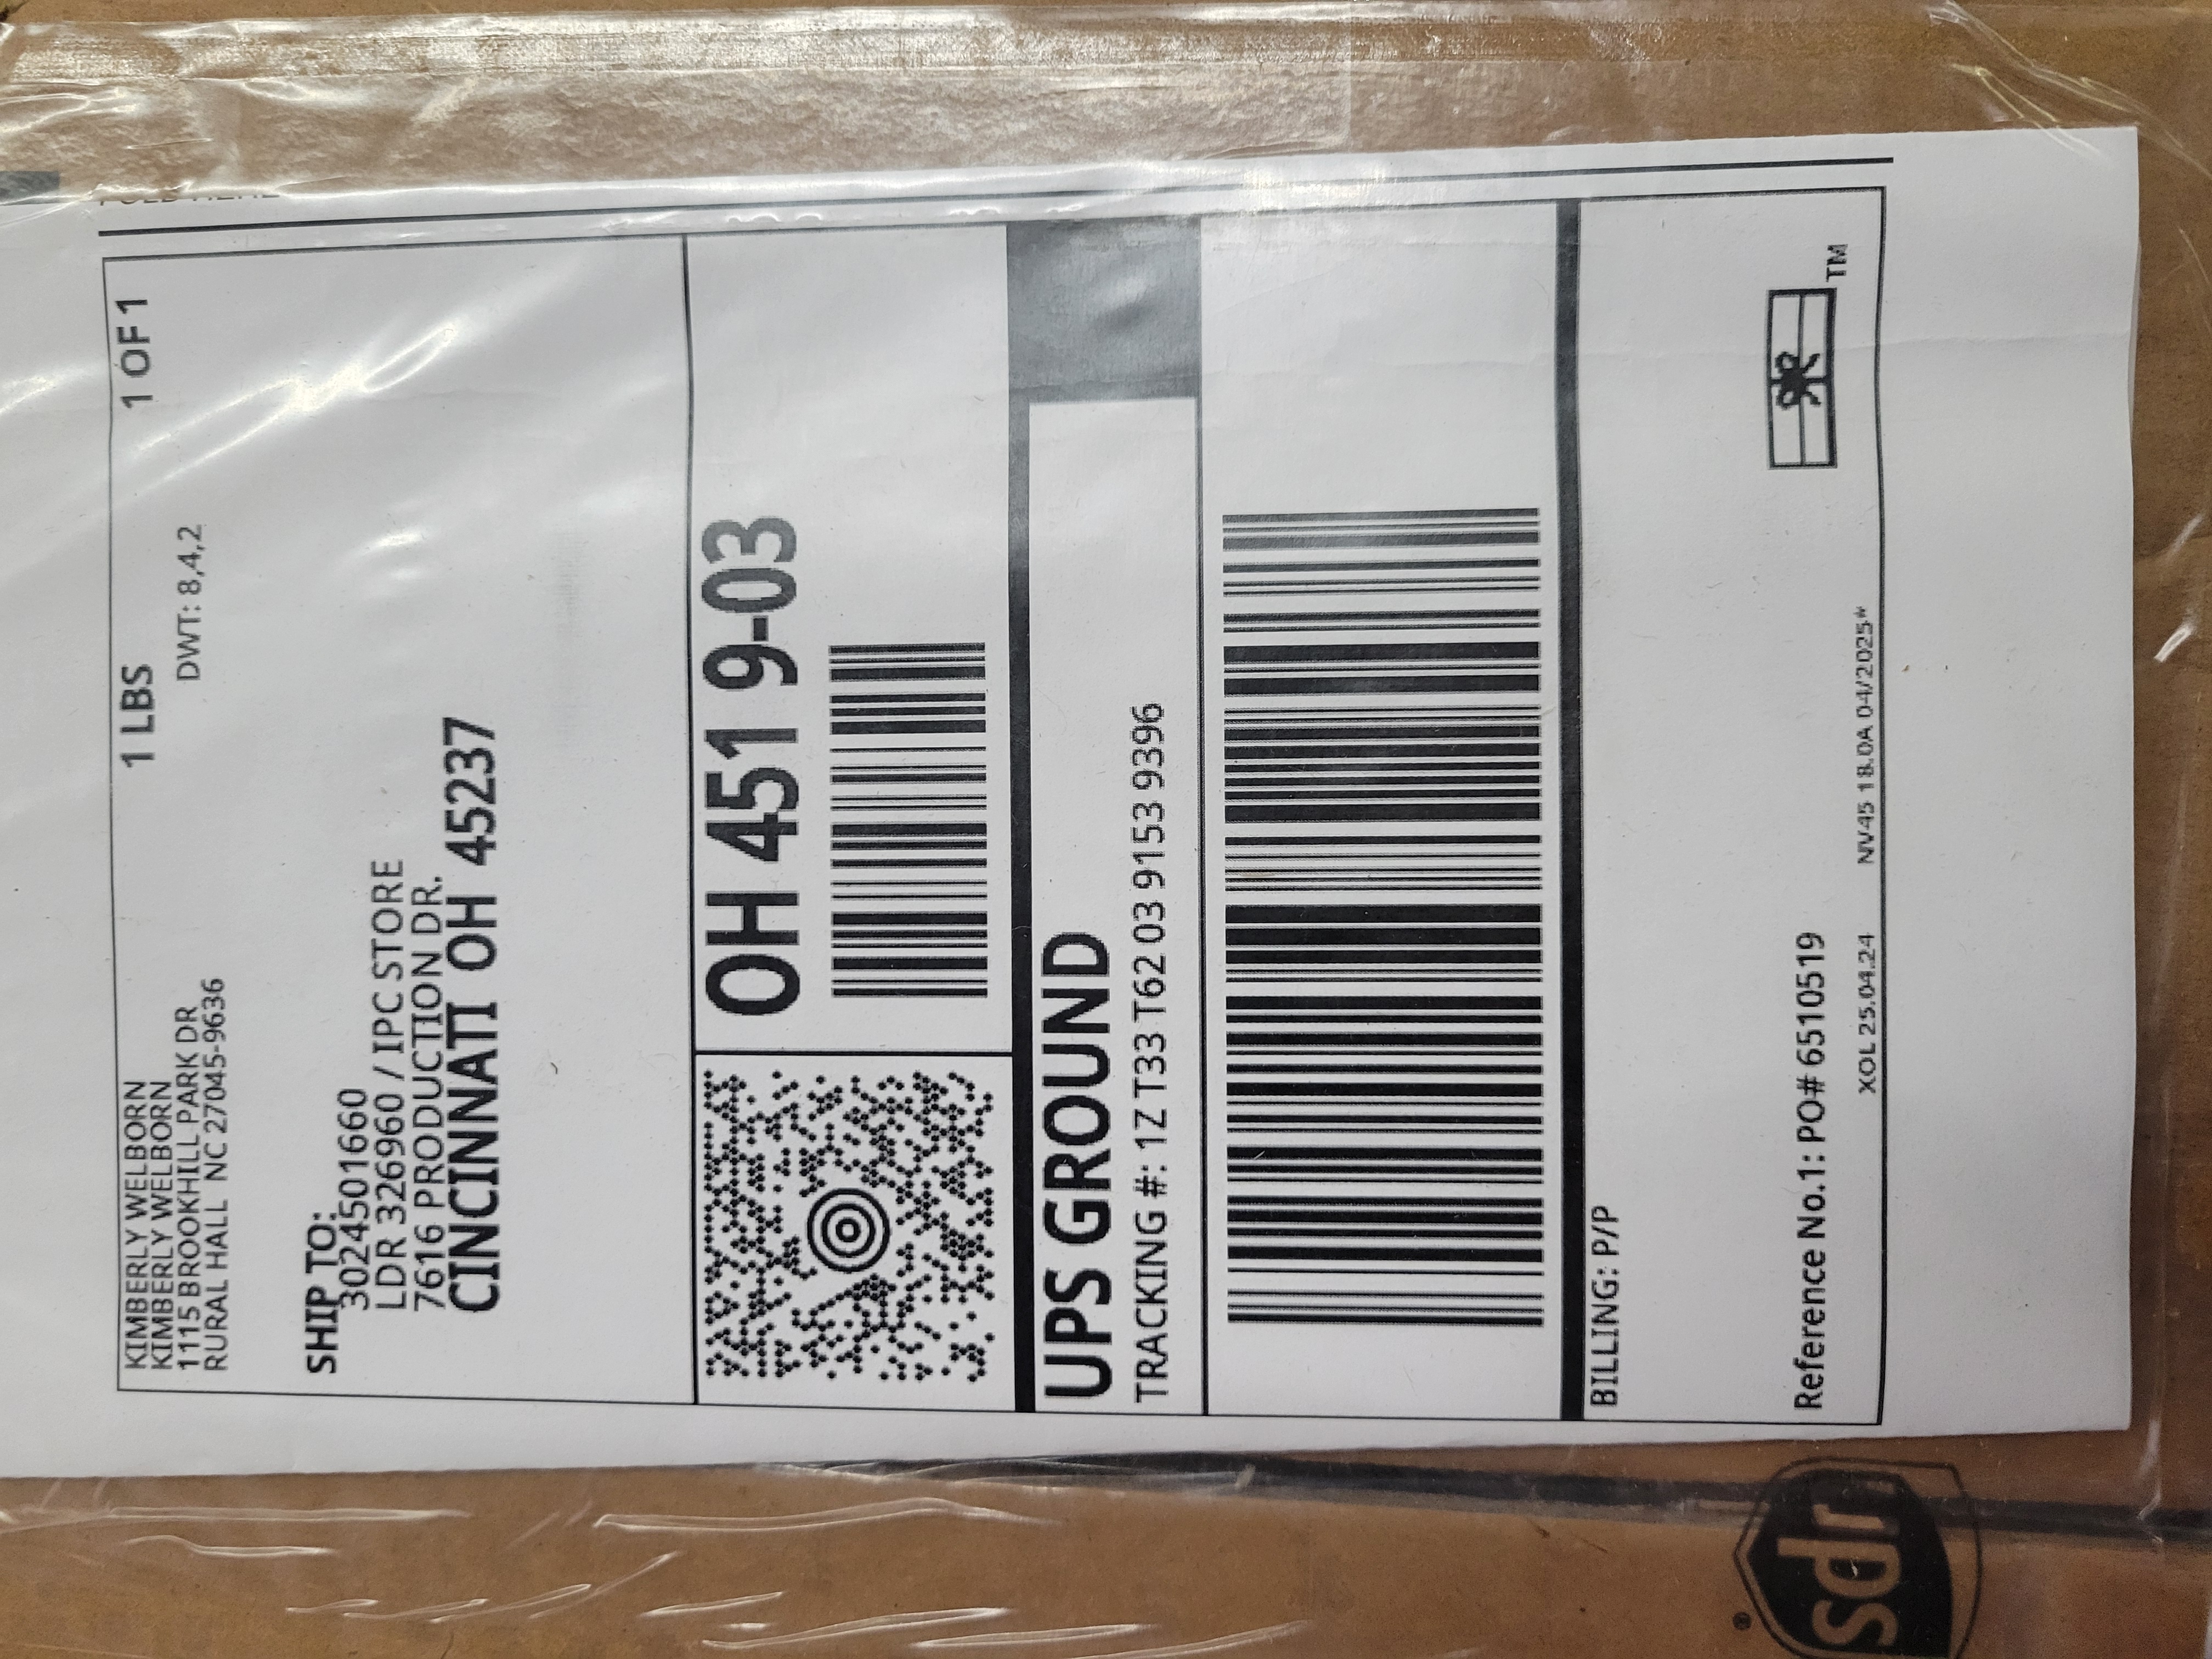 KIMBERLY WELBORN
KIMBERLY WELBORN
1115 BROOKHILL PARK DR
RURAL HALL NC 27045-9636
1 LBS
1 OF 1
DWT: 8,4,2
SHIP TO:
3024501660
LDR 326960 / IPC STORE
7616 PRODUCTION DR.
CINCINNATI OH 45237
OH 451 9-03
UPS GROUND
TRACKING #: 1Z T33 T62 03 9153 9396
BILLING: P/P
Reference No.1: PO# 6510519
XOL 25.04.24 NV45 18.0A 04/2025*
TM
ups
®